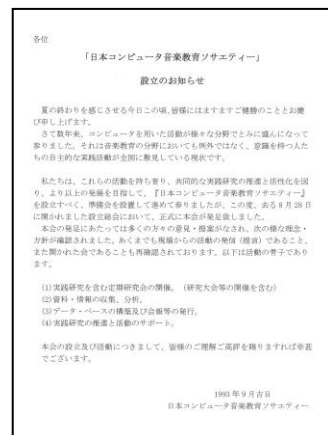 各位
「日本コンピュータ音楽教育ソサエティー」
設立のお知らせ
夏の終わりを感じさせる今日この頃、皆様にはますますご健勝のこととお慶
び申し上げます。
さて数年来、コンピュータを用いた活動が様々な分野でとみに盛んになって
参りました。それは音楽教育の分野においても例外ではなく、意識を持つ人た
ちの自主的な実践活動が全国に散見している現状です。
私たちは、これらの活動を持ち寄り、共同的な実践研究の推進と活性化を図
り、より以上の発展を目指して、『日本コンピュータ音楽教育ソサエティー』
を設立すべく、準備会を設置して進めて参りましたが、この度、去る8月28日
に開かれました設立総会において、正式に本会が発足致しました。
本会の発足にあたっては多くの方々の意見・提案がなされ、次の様な理念・
方針が確認されました。あくまでも現場からの活動の発信（提言）であること、
また開かれた会であることも再確認されております。以下は活動の骨子であり
ます。
(1)実践研究を含む定期研究会の開催。（研究大会等の開催を含む）
(2)資料・情報の収集、分析。
(3)データ・ベースの構築及び会報等の発行。
(4)実践研究の推進と活動のサポート。
本会の設立及び活動につきまして、皆様のご理解ご高評を賜りますれば幸甚
でございます。
1993年9月吉日
日本コンピュータ音楽教育ソサエティー